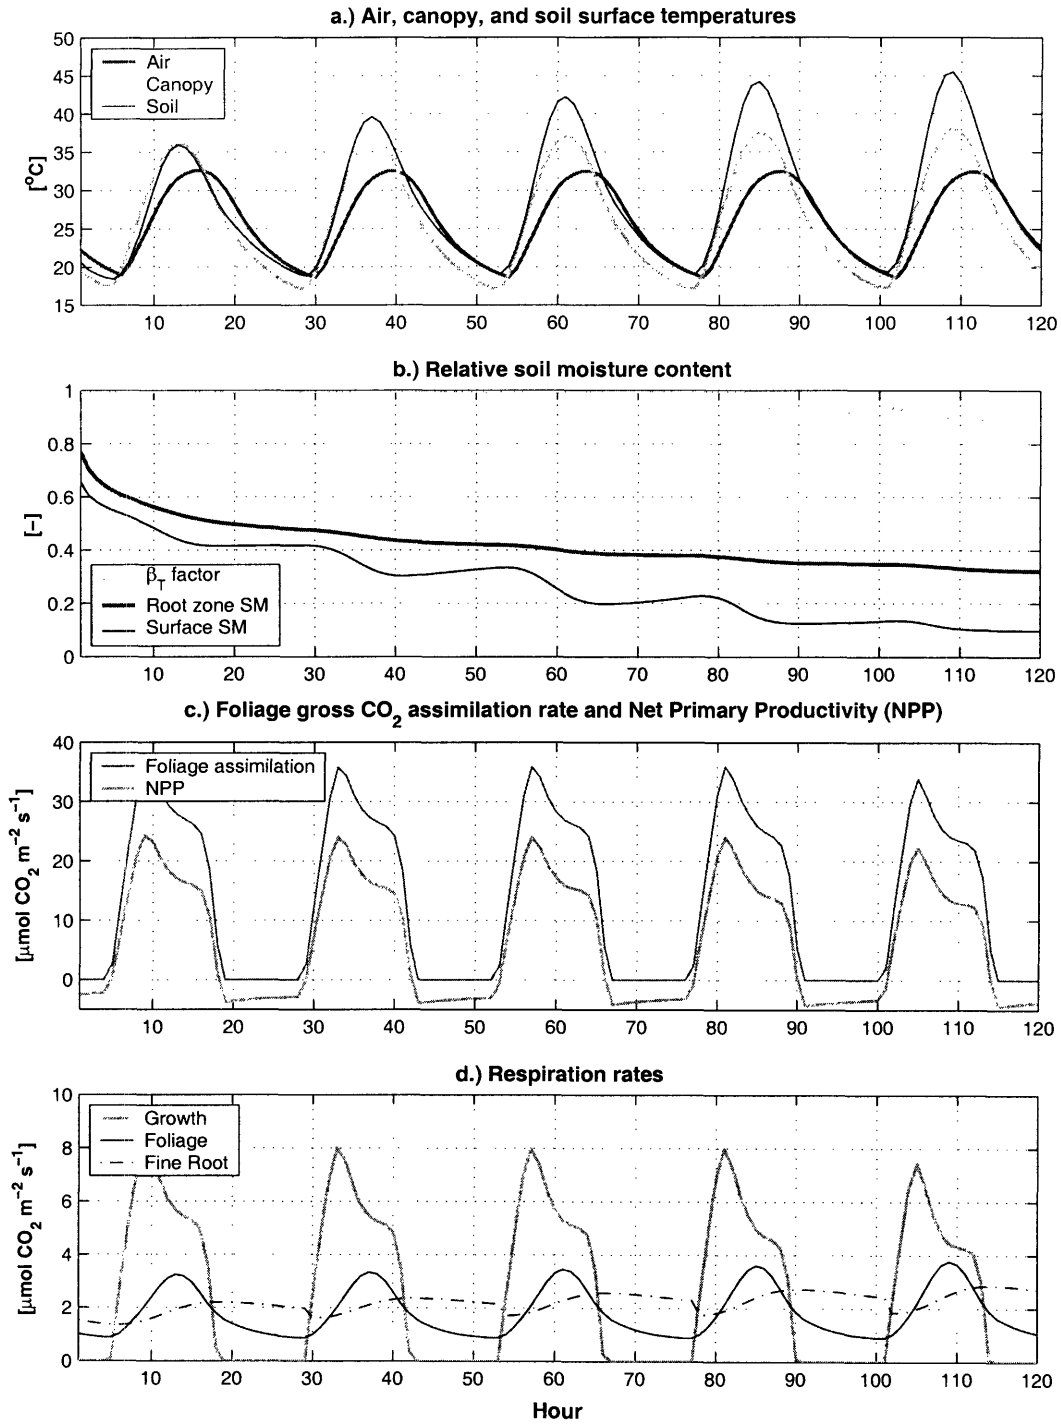 a.) Air, canopy, and soil surface temperatures
50
45
40
35
30
25
20
15
[°C]
Air
Canopy
Soil
10 20 30 40 50 60 70 80 90 100 110 120
b.) Relative soil moisture content
1
0.8
0.6
0.4
0.2
0
[–]
β_T factor
Root zone SM
Surface SM
10 20 30 40 50 60 70 80 90 100 110 120
c.) Foliage gross CO₂ assimilation rate and Net Primary Productivity (NPP)
40
30
20
10
0
[μmol CO₂ m⁻² s⁻¹]
Foliage assimilation
NPP
10 20 30 40 50 60 70 80 90 100 110 120
d.) Respiration rates
10
8
6
4
2
0
[μmol CO₂ m⁻² s⁻¹]
Growth
Foliage
Fine Root
10 20 30 40 50 60 70 80 90 100 110 120
Hour